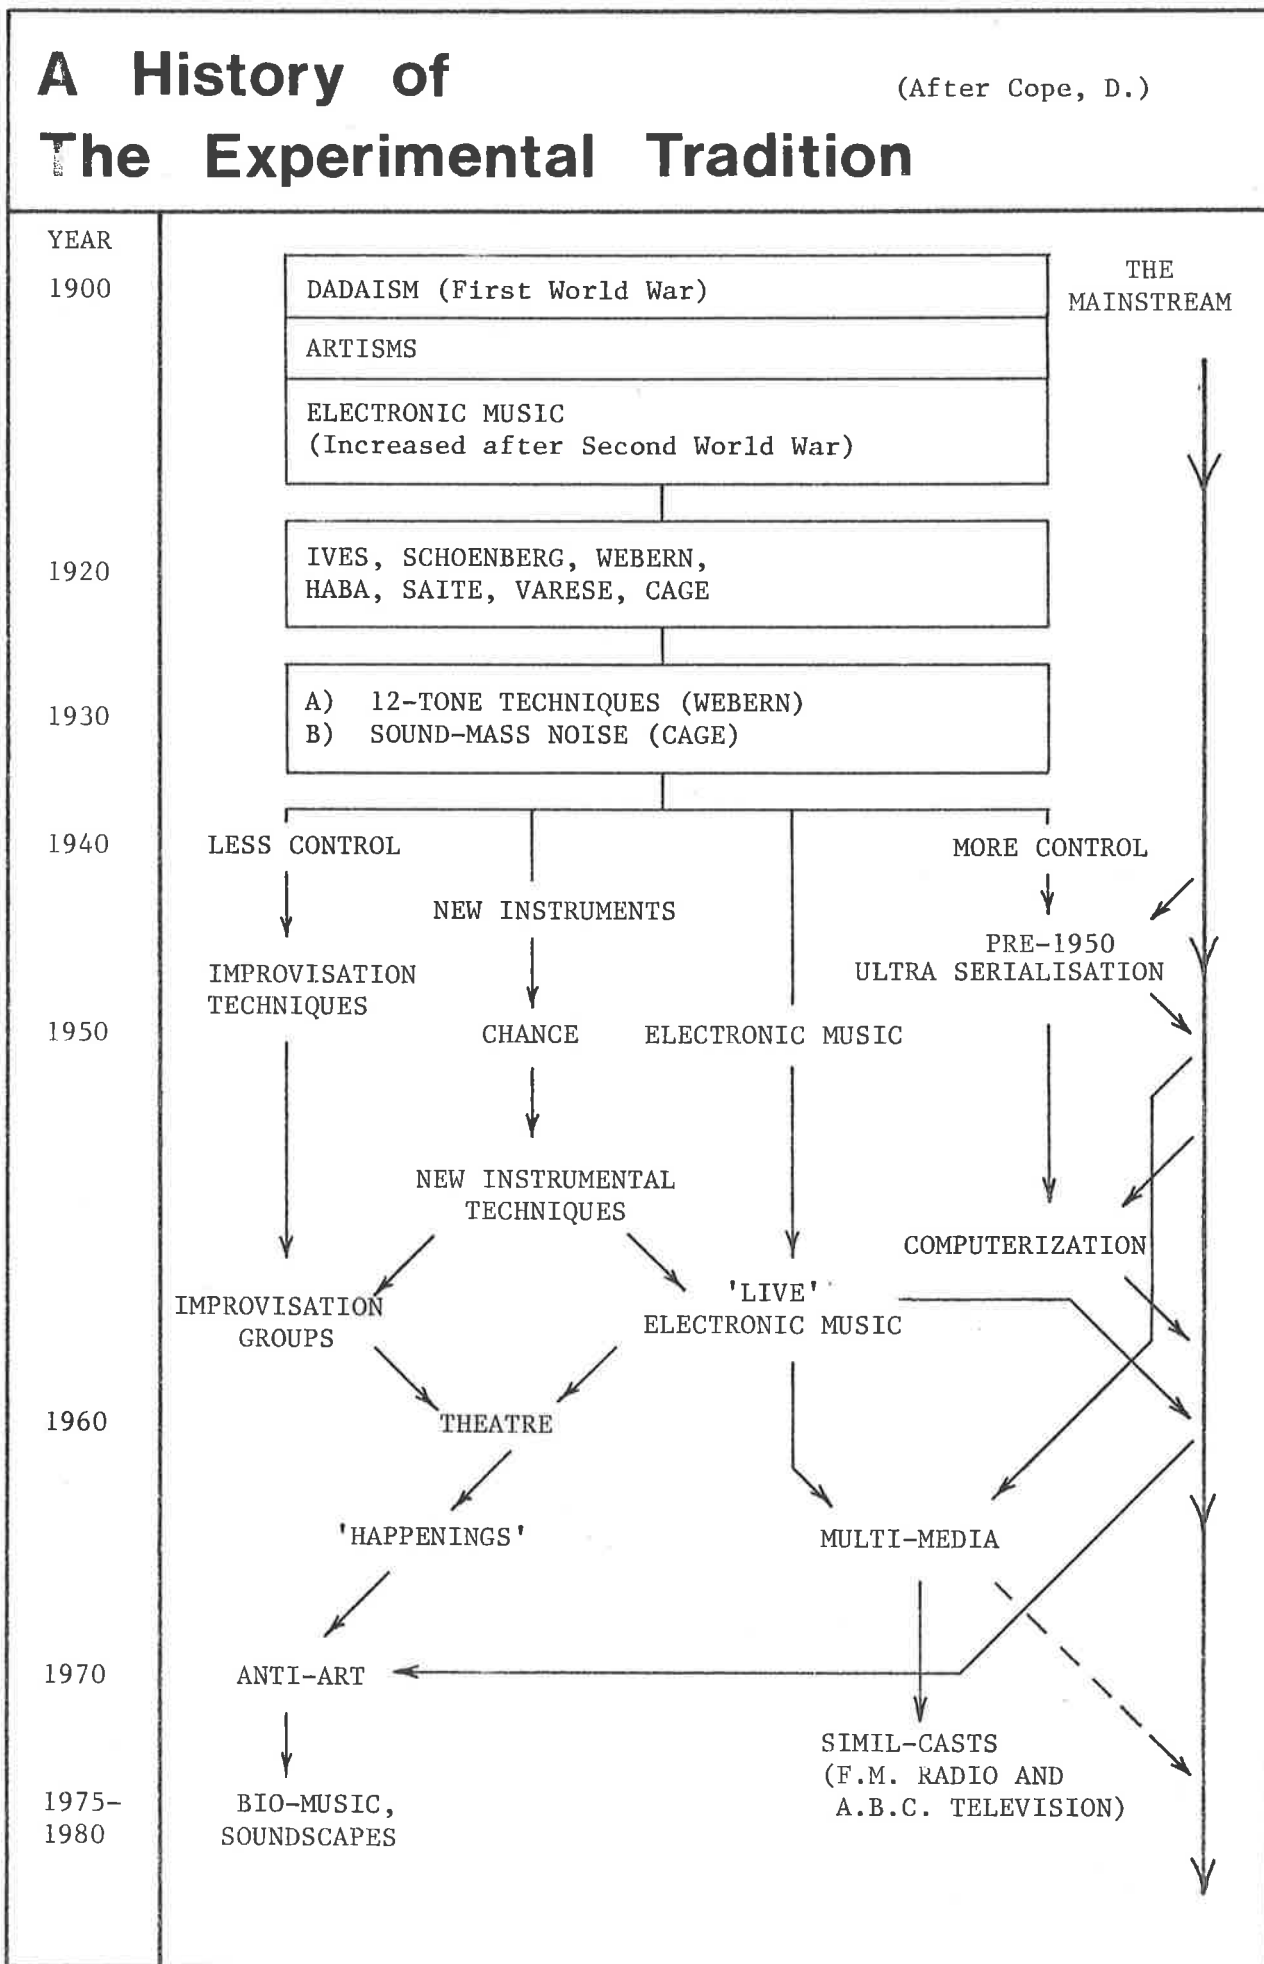 A History of
(After Cope, D.)
The Experimental Tradition
YEAR
1900
THE
MAINSTREAM
DADAISM (First World War)
ARTISMS
ELECTRONIC MUSIC
(Increased after Second World War)
1920
IVES, SCHOENBERG, WEBERN,
HABA, SAITE, VARESE, CAGE
1930
A) 12-TONE TECHNIQUES (WEBERN)
B) SOUND-MASS NOISE (CAGE)
1940
LESS CONTROL
MORE CONTROL
NEW INSTRUMENTS
PRE-1950
ULTRA SERIALISATION
IMPROVISATION
TECHNIQUES
1950
CHANCE
ELECTRONIC MUSIC
NEW INSTRUMENTAL
TECHNIQUES
COMPUTERIZATION
IMPROVISATION
GROUPS
'LIVE'
ELECTRONIC MUSIC
1960
THEATRE
'HAPPENINGS'
MULTI-MEDIA
1970
ANTI-ART
SIMIL-CASTS
(F.M. RADIO AND
A.B.C. TELEVISION)
1975-
1980
BIO-MUSIC,
SOUNDSCAPES